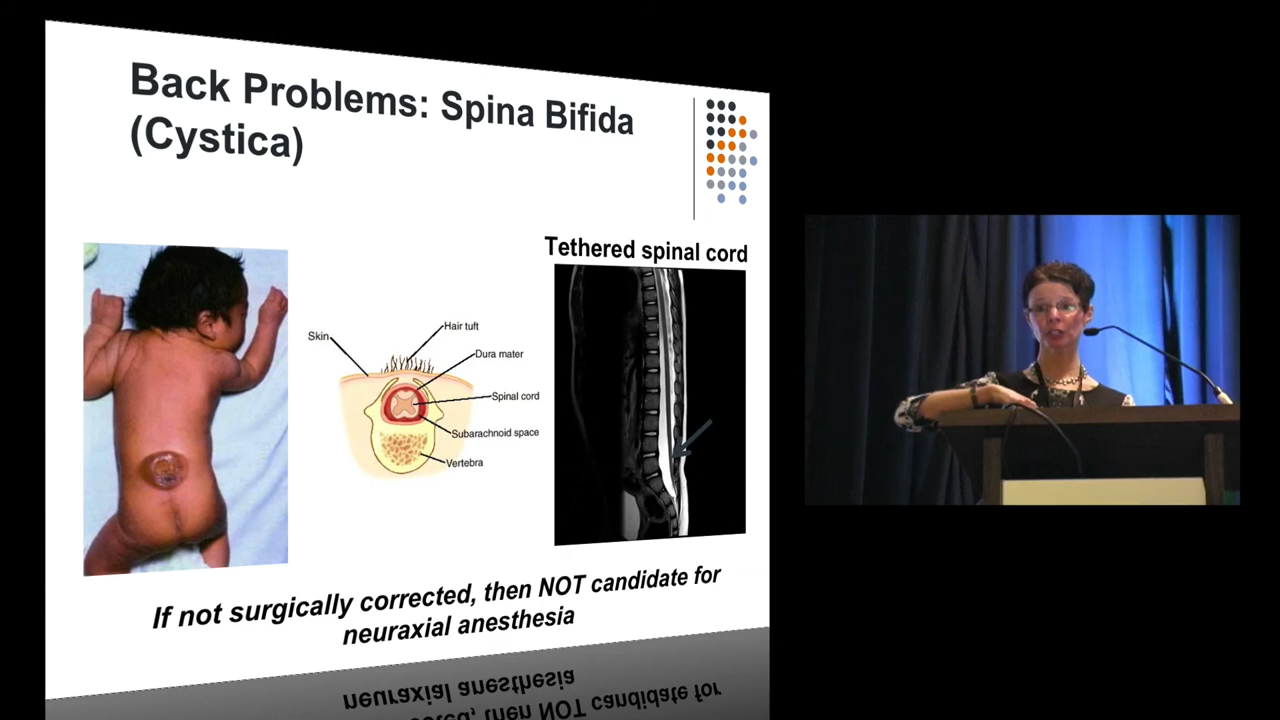 Back Problems: Spina Bifida
(Cystica)
Tethered spinal cord
Hair tuft
Skin
Dura mater
Spinal cord
Subarachnoid space
Vertebra
If not surgically corrected, then NOT candidate for
neuraxial anesthesia